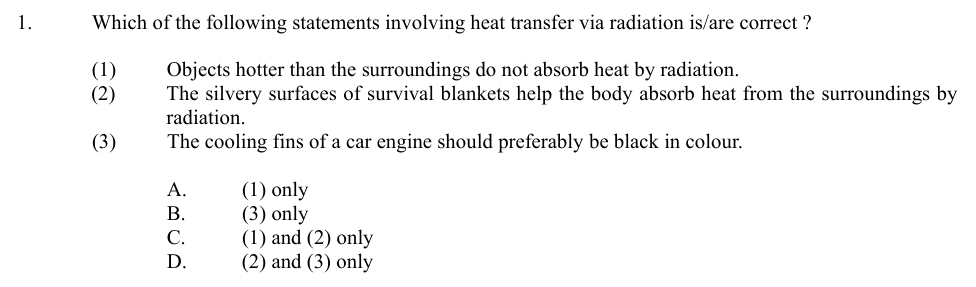 1. Which of the following statements involving heat transfer via radiation is/are correct ?
(1) Objects hotter than the surroundings do not absorb heat by radiation.
(2) The silvery surfaces of survival blankets help the body absorb heat from the surroundings by
radiation.
(3) The cooling fins of a car engine should preferably be black in colour.
A. (1) only
B. (3) only
C. (1) and (2) only
D. (2) and (3) only